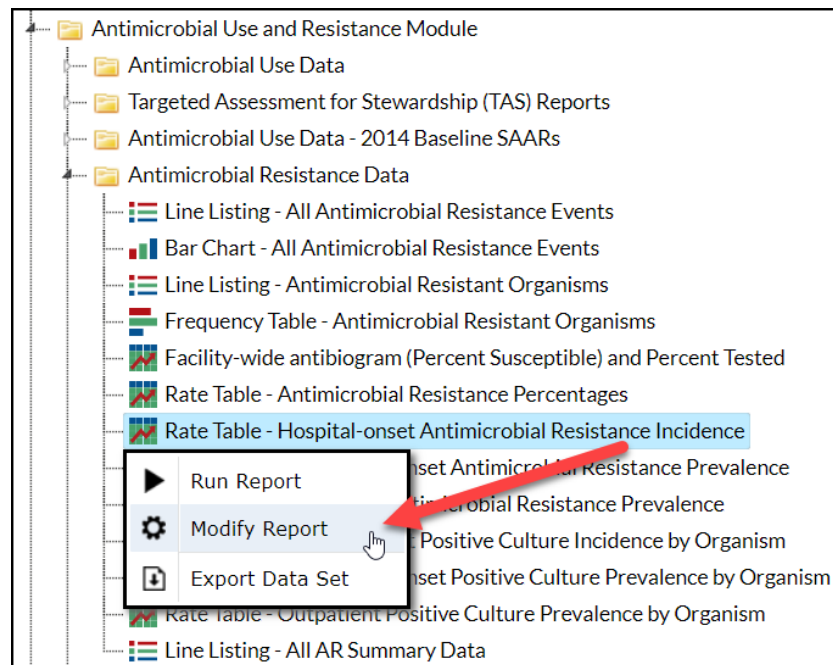 Antimicrobial Use and Resistance Module
Antimicrobial Use Data
Targeted Assessment for Stewardship (TAS) Reports
Antimicrobial Use Data - 2014 Baseline SAARs
Antimicrobial Resistance Data
Line Listing - All Antimicrobial Resistance Events
Bar Chart - All Antimicrobial Resistance Events
Line Listing - Antimicrobial Resistant Organisms
Frequency Table - Antimicrobial Resistant Organisms
Facility-wide antibiogram (Percent Susceptible) and Percent Tested
Rate Table - Antimicrobial Resistance Percentages
Rate Table - Hospital-onset Antimicrobial Resistance Incidence
nset Antimicrobial Resistance Prevalence
Run Report
timicrobial Resistance Prevalence
Modify Report
t Positive Culture Incidence by Organism
nset Positive Culture Prevalence by Organism
Export Data Set
Rate Table - Outpatient Positive Culture Prevalence by Organism
Line Listing - All AR Summary Data